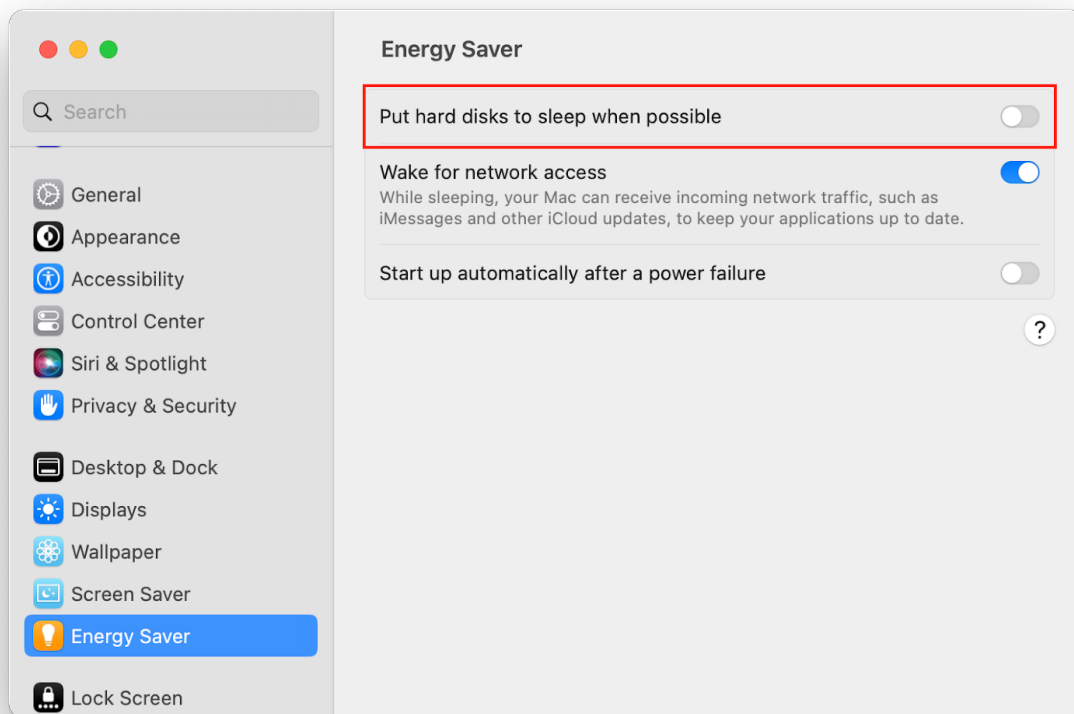 Energy Saver
Search
General
Appearance
Accessibility
Control Center
Siri & Spotlight
Privacy & Security
Desktop & Dock
Displays
Wallpaper
Screen Saver
Energy Saver
Lock Screen
Put hard disks to sleep when possible
Wake for network access
While sleeping, your Mac can receive incoming network traffic, such as
iMessages and other iCloud updates, to keep your applications up to date.
Start up automatically after a power failure
?